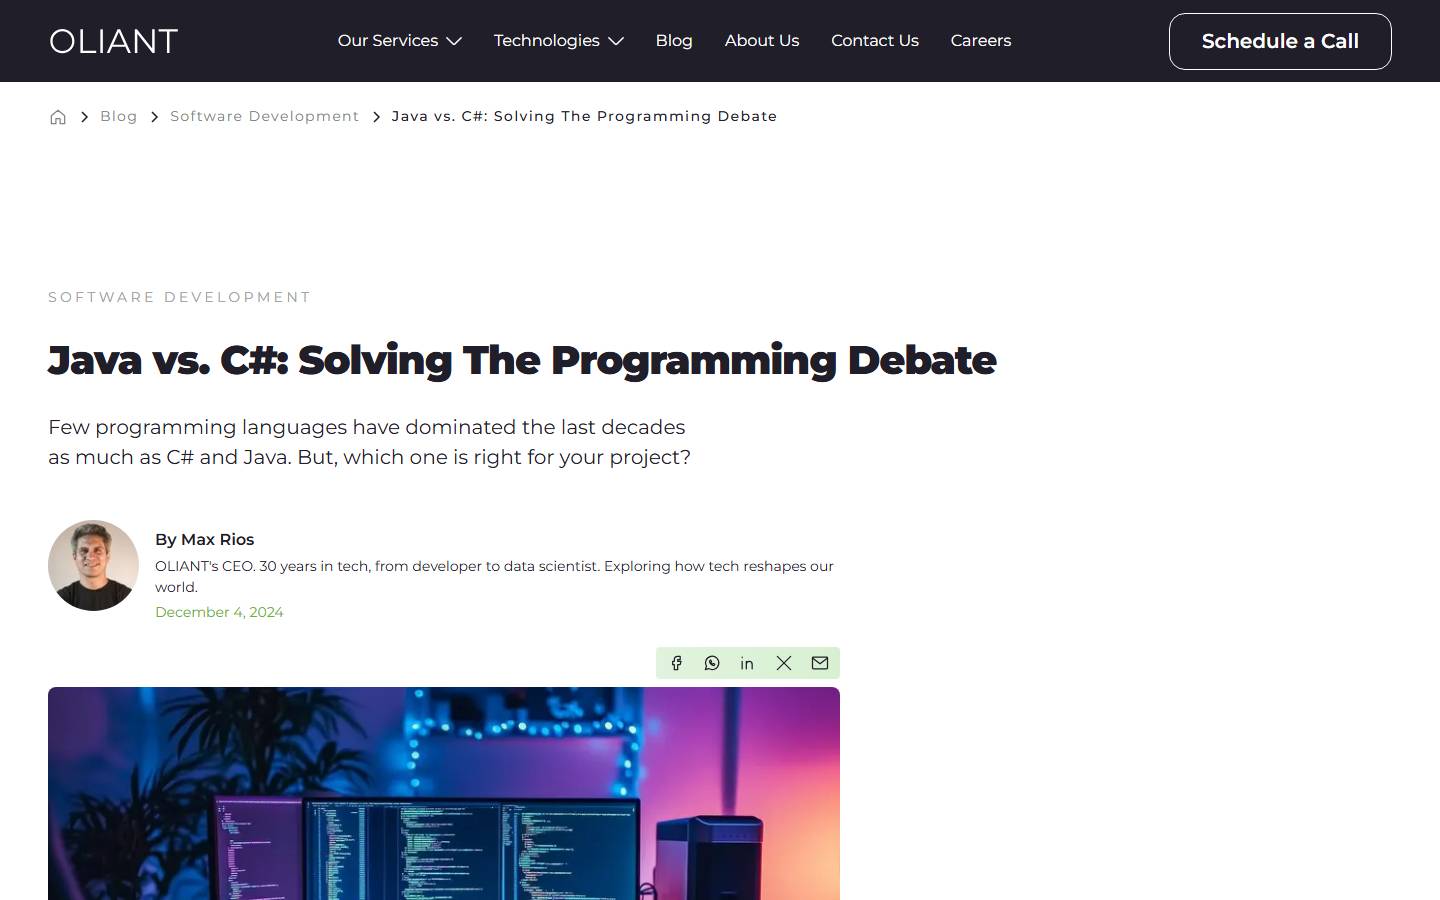 OLIANT
Our Services
Technologies
Blog
About Us
Contact Us
Careers
Schedule a Call
Blog
Software Development
Java vs. C#: Solving The Programming Debate
SOFTWARE DEVELOPMENT
Java vs. C#: Solving The Programming Debate
Few programming languages have dominated the last decades
as much as C# and Java. But, which one is right for your project?
By Max Rios
OLIANT's CEO. 30 years in tech, from developer to data scientist. Exploring how tech reshapes our
world.
December 4, 2024